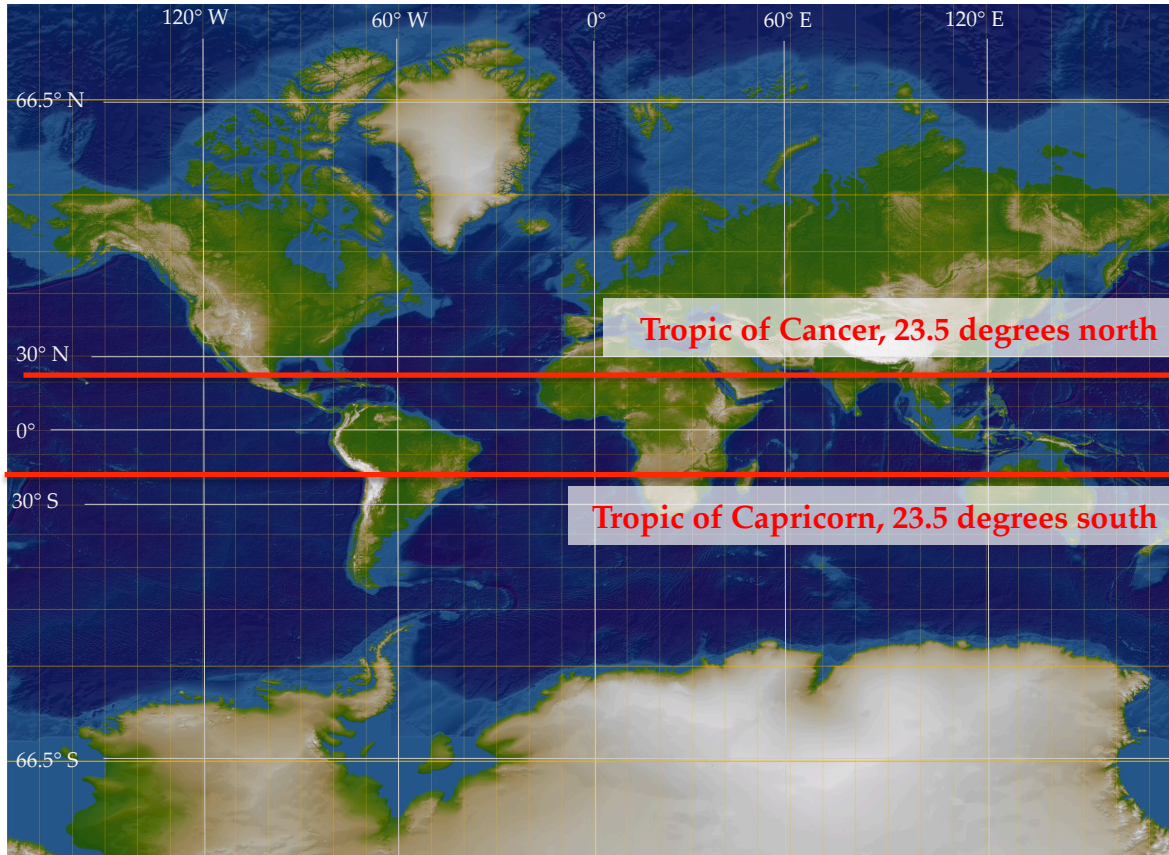 120° W
60° W
0°
60° E
120° E
66.5° N
Tropic of Cancer, 23.5 degrees north
30° N
0°
30° S
Tropic of Capricorn, 23.5 degrees south
66.5° S